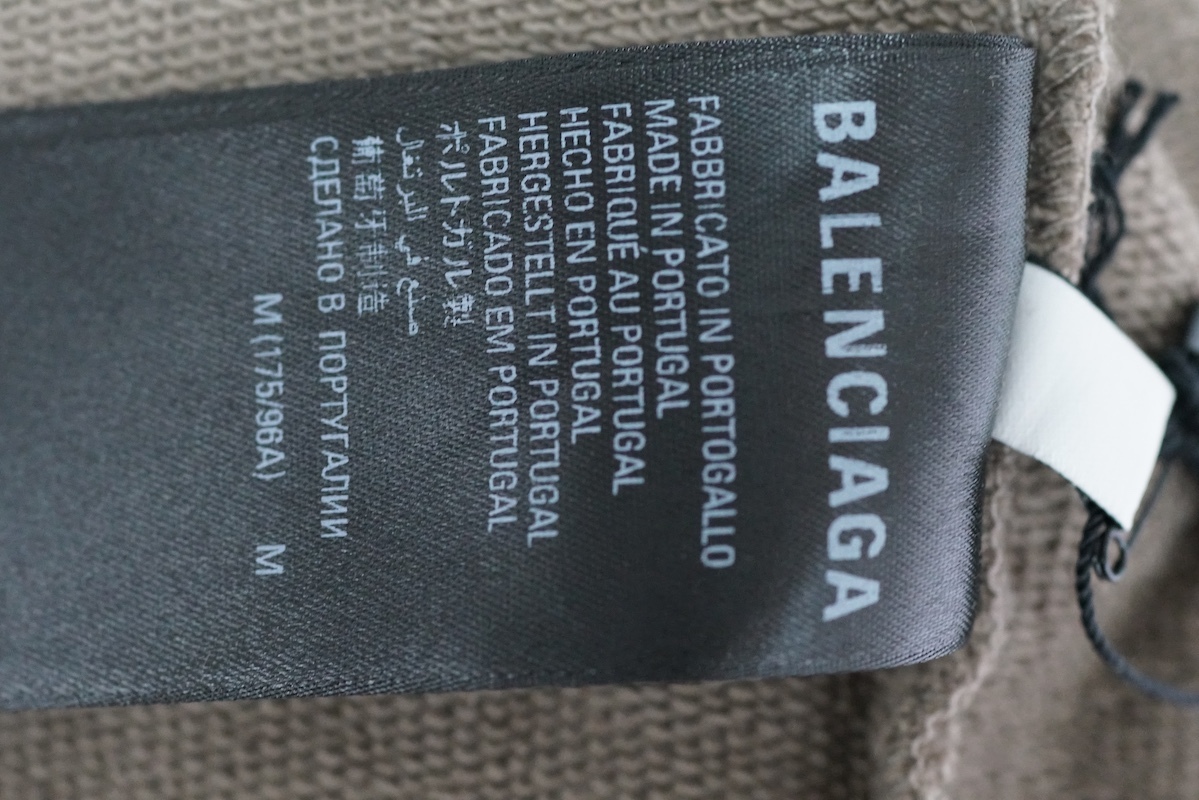 BALENCIAGA
FABBRICATO IN PORTOGALLO
MADE IN PORTUGAL
FABRIQUÉ AU PORTUGAL
HECHO EN PORTUGAL
HERGESTELLT IN PORTUGAL
FABRICADO EM PORTUGAL
ポルトガル製
صنع في البرتغال
葡萄牙制造
СДЕЛАНО В ПОРТУГАЛИИ
M (175/96A) M